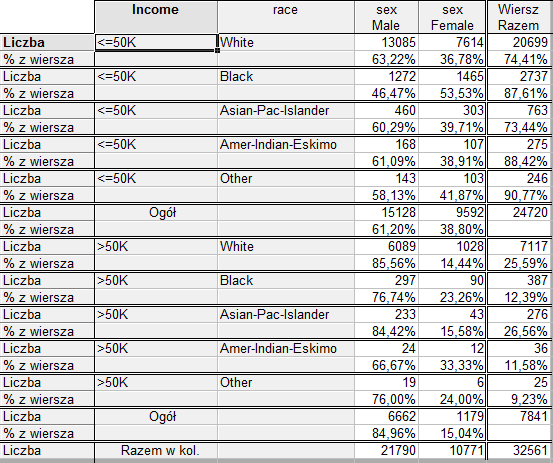 Income race sex sex Wiersz
Male Female Razem
Liczba <=50K White 13085 7614 20699
% z wiersza 63,22% 36,78% 74,41%
Liczba <=50K Black 1272 1465 2737
% z wiersza 46,47% 53,53% 87,61%
Liczba <=50K Asian-Pac-Islander 460 303 763
% z wiersza 60,29% 39,71% 73,44%
Liczba <=50K Amer-Indian-Eskimo 168 107 275
% z wiersza 61,09% 38,91% 88,42%
Liczba <=50K Other 143 103 246
% z wiersza 58,13% 41,87% 90,77%
Liczba Ogół 15128 9592 24720
% z wiersza 61,20% 38,80%
Liczba >50K White 6089 1028 7117
% z wiersza 85,56% 14,44% 25,59%
Liczba >50K Black 297 90 387
% z wiersza 76,74% 23,26% 12,39%
Liczba >50K Asian-Pac-Islander 233 43 276
% z wiersza 84,42% 15,58% 26,56%
Liczba >50K Amer-Indian-Eskimo 24 12 36
% z wiersza 66,67% 33,33% 11,58%
Liczba >50K Other 19 6 25
% z wiersza 76,00% 24,00% 9,23%
Liczba Ogół 6662 1179 7841
% z wiersza 84,96% 15,04%
Liczba Razem w kol. 21790 10771 32561